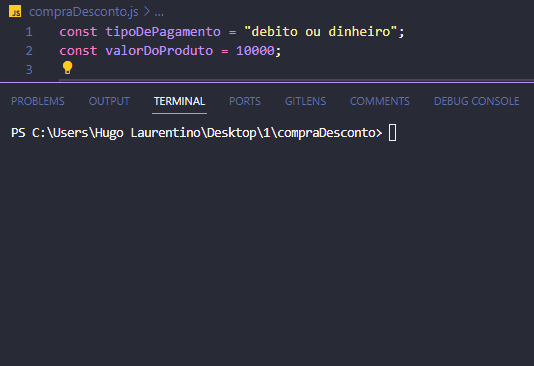 JS compraDesconto.js > ...
1 const tipoDePagamento = "debito ou dinheiro";
2 const valorDoProduto = 10000;
3
PROBLEMS OUTPUT TERMINAL PORTS GITLENS COMMENTS DEBUG CONSOLE
PS C:\Users\Hugo Laurentino\Desktop\1\compraDesconto>